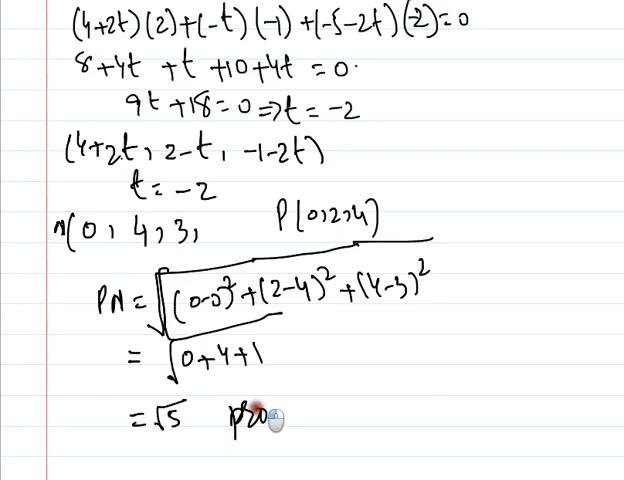 (4+2t)(2)+(-t)(-1)+(-5-2t)(-2)=0
8+4t +t +10+4t =0.
9t+18=0 => t=-2
(4+2t, 2-t, -1-2t)
t=-2
N(0, 4, 3, P(0,2,4)
PN = √(0-0)²+(2-4)²+(4-3)²
= √0+4+1
=√5 pro